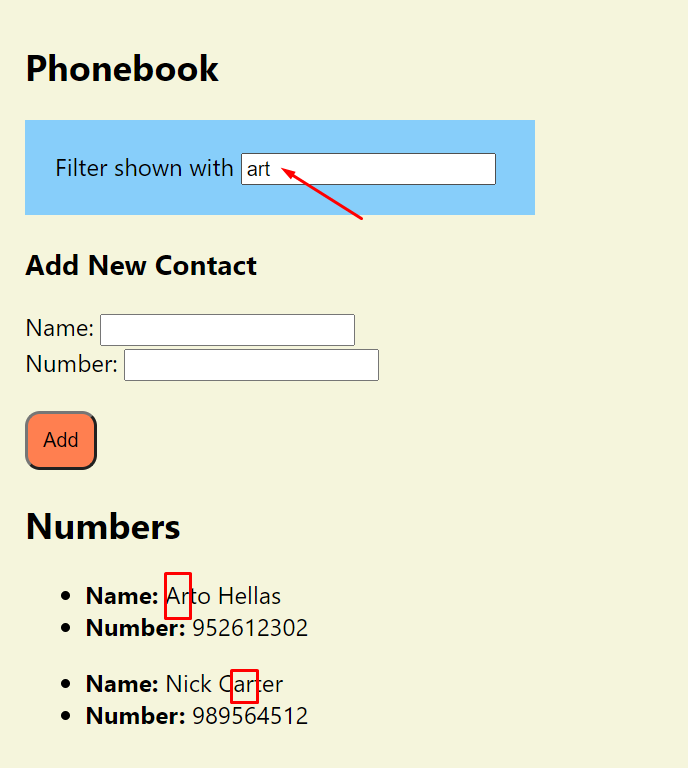 Phonebook
Filter shown with art
Add New Contact
Name:
Number:
Add
Numbers
Name: Arto Hellas
Number: 952612302
Name: Nick Carter
Number: 989564512